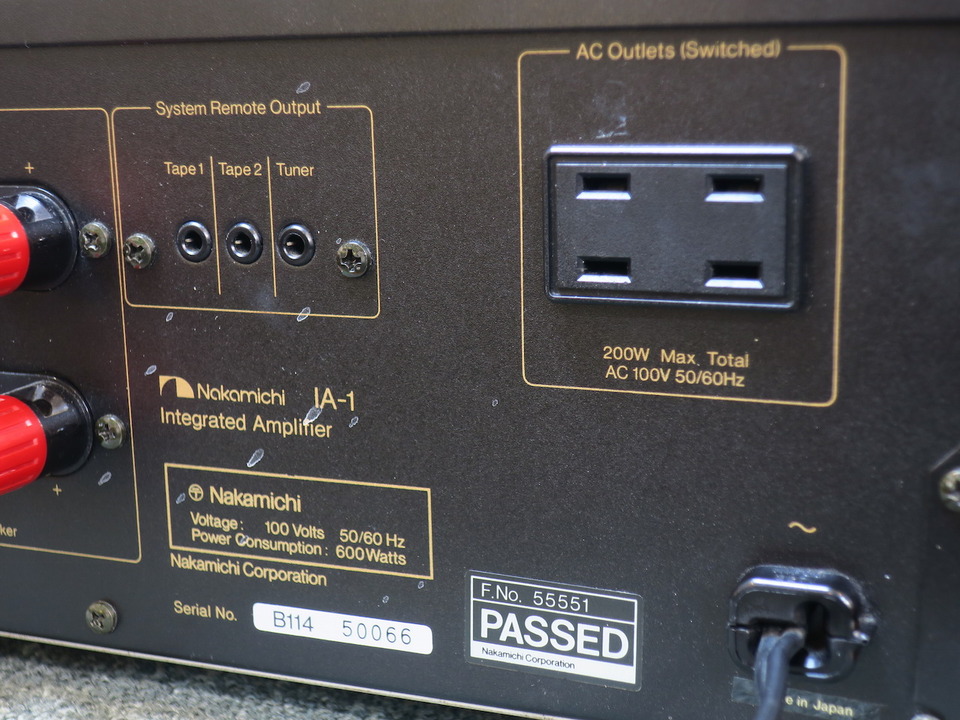 AC Outlets (Switched)
System Remote Output
+
Tape 1 Tape 2 Tuner
200W Max. Total
AC 100V 50/60Hz
Nakamichi IA-1
Integrated Amplifier
Nakamichi
Voltage: 100 Volts 50/60 Hz
Power Consumption: 600 Watts
+
Nakamichi Corporation
~
Serial No. B114 50066
F.No. 55551
PASSED
Nakamichi Corporation
in Japan